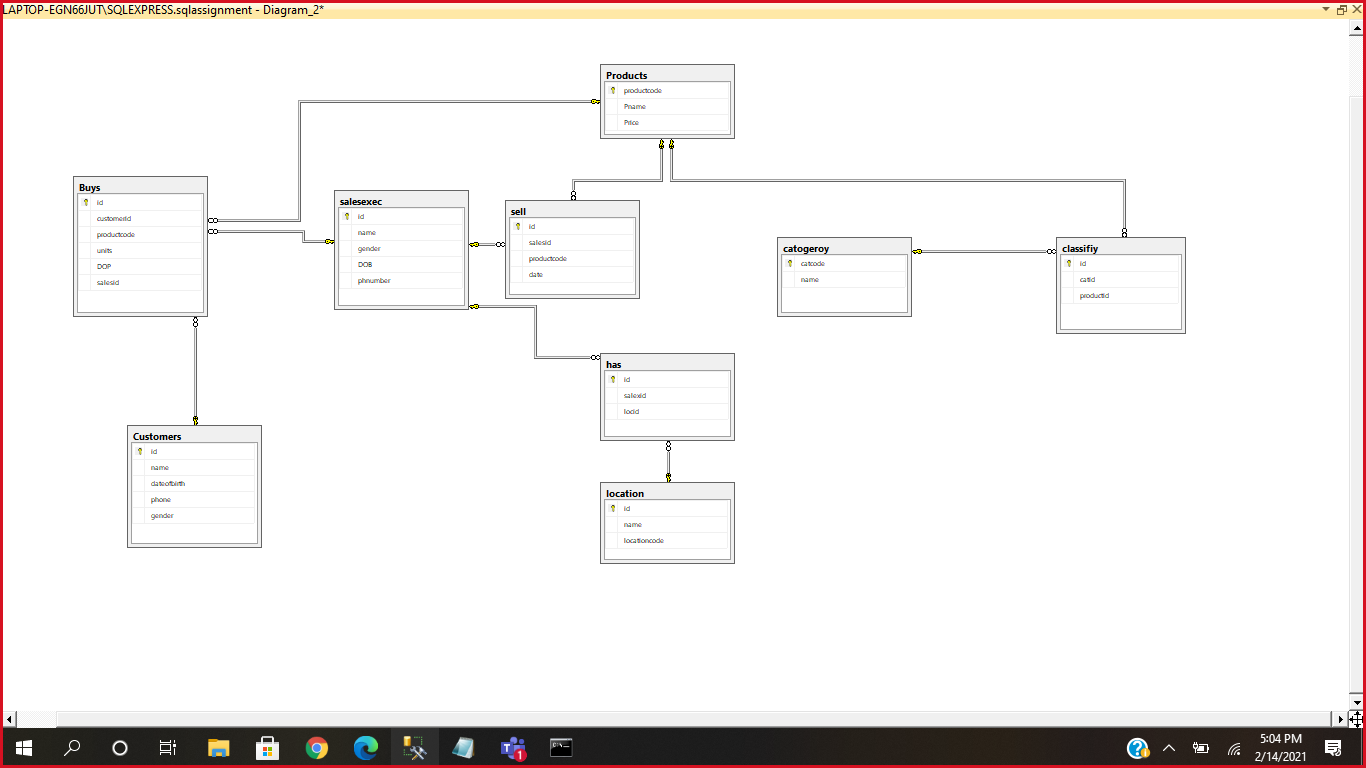 LAPTOP-EGN66JUT\SQLEXPRESS.sqlassignment - Diagram_2*
Products
productcode
Pname
Price
Buys
id
customerid
productcode
units
DOP
salesid
salesexec
id
name
gender
DOB
phnumber
sell
id
salesid
productcode
date
catogeroy
catcode
name
classifiy
id
catid
productid
has
id
salexid
locid
Customers
id
name
dateofbirth
phone
gender
location
id
name
locationcode
1
5:04 PM
2/14/2021